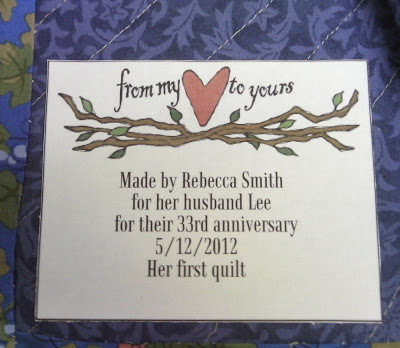 from my to yours
Made by Rebecca Smith
for her husband Lee
for their 33rd anniversary
5/12/2012
Her first quilt